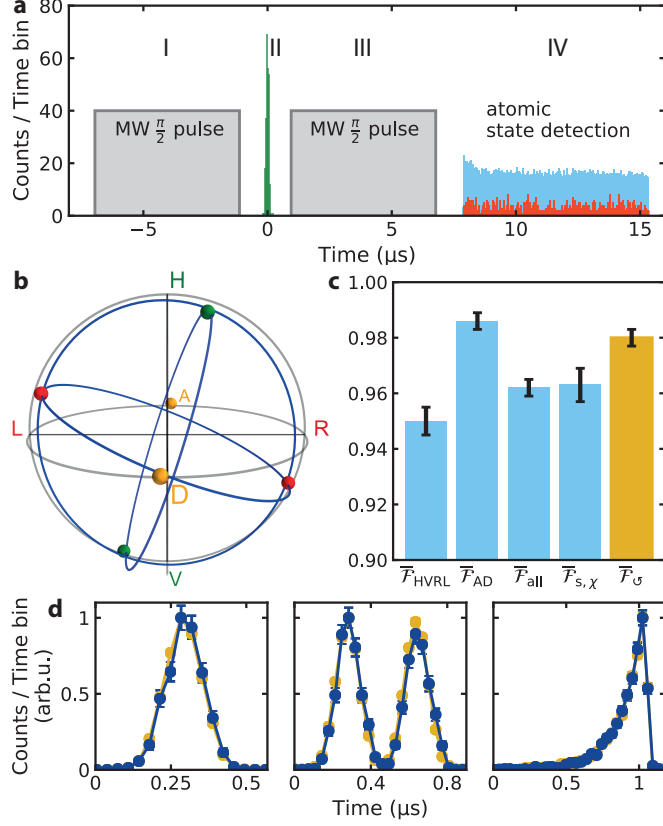 a
Counts / Time bin
80
60
40
20
0
I II III IV
MW π/2 pulse
MW π/2 pulse
atomic
state detection
−5 0 5 10 15
Time (μs)
b
H
A
L R
D
V
c
1.00
0.98
0.96
0.94
0.92
0.90
F̅HVRL F̅AD F̅all F̅s,χ F̅↺
d
Counts / Time bin
(arb.u.)
1
0.5
0
0 0.25 0.5
0 0.4 0.8
0 0.5 1
Time (μs)